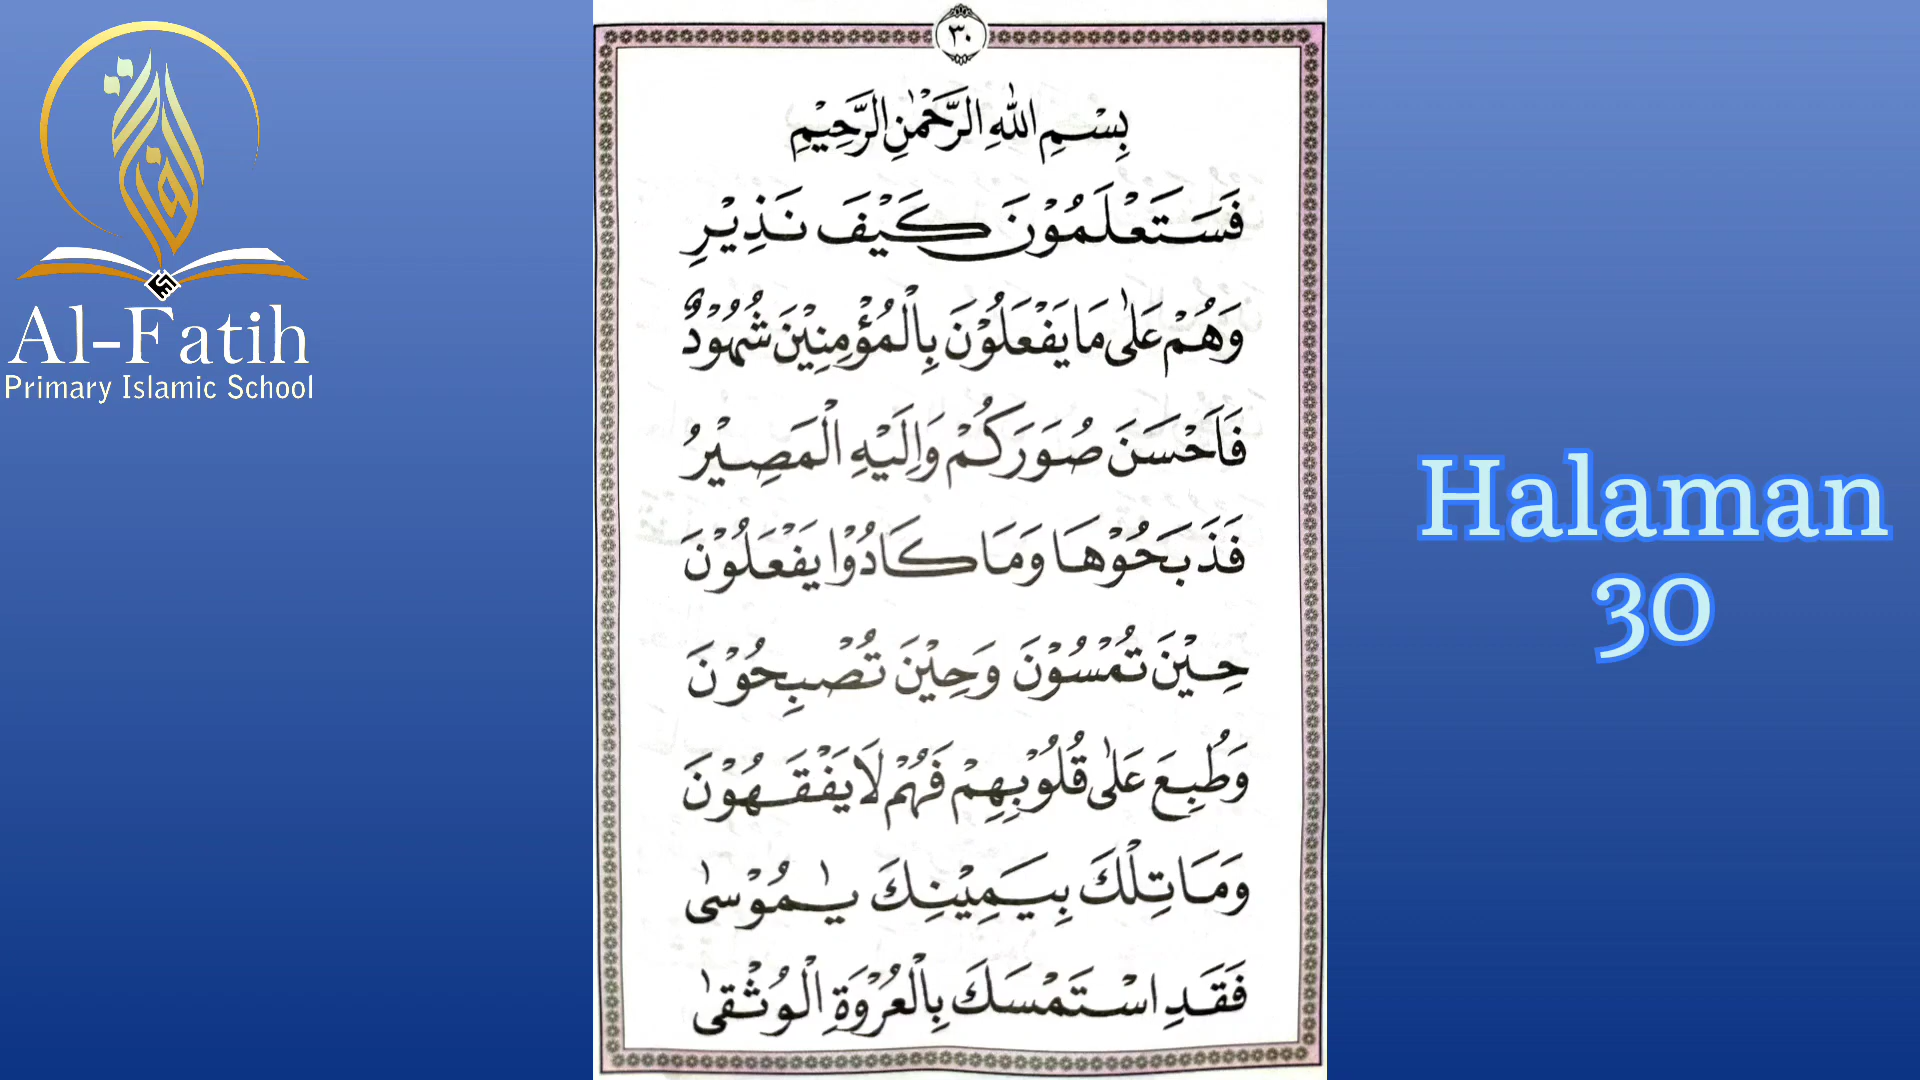 Al-Fatih
Primary Islamic School
٣٠
بِسْمِ اللّٰهِ الرَّحْمٰنِ الرَّحِيْمِ
فَسَتَعْلَمُوْنَ كَيْفَ نَذِيْرِ
وَهُمْ عَلٰى مَا يَفْعَلُوْنَ بِالْمُؤْمِنِيْنَ شُهُوْدٌ
فَاَحْسَنَ صُوَرَكُمْ وَاِلَيْهِ الْمَصِيْرُ
فَذَبَحُوْهَا وَمَا كَادُوْا يَفْعَلُوْنَ
حِيْنَ تُمْسُوْنَ وَحِيْنَ تُصْبِحُوْنَ
وَطُبِعَ عَلٰى قُلُوْبِهِمْ فَهُمْ لَا يَفْقَهُوْنَ
وَمَا تِلْكَ بِيَمِيْنِكَ يٰمُوْسٰى
فَقَدِ اسْتَمْسَكَ بِالْعُرْوَةِ الْوُثْقٰى
Halaman
30